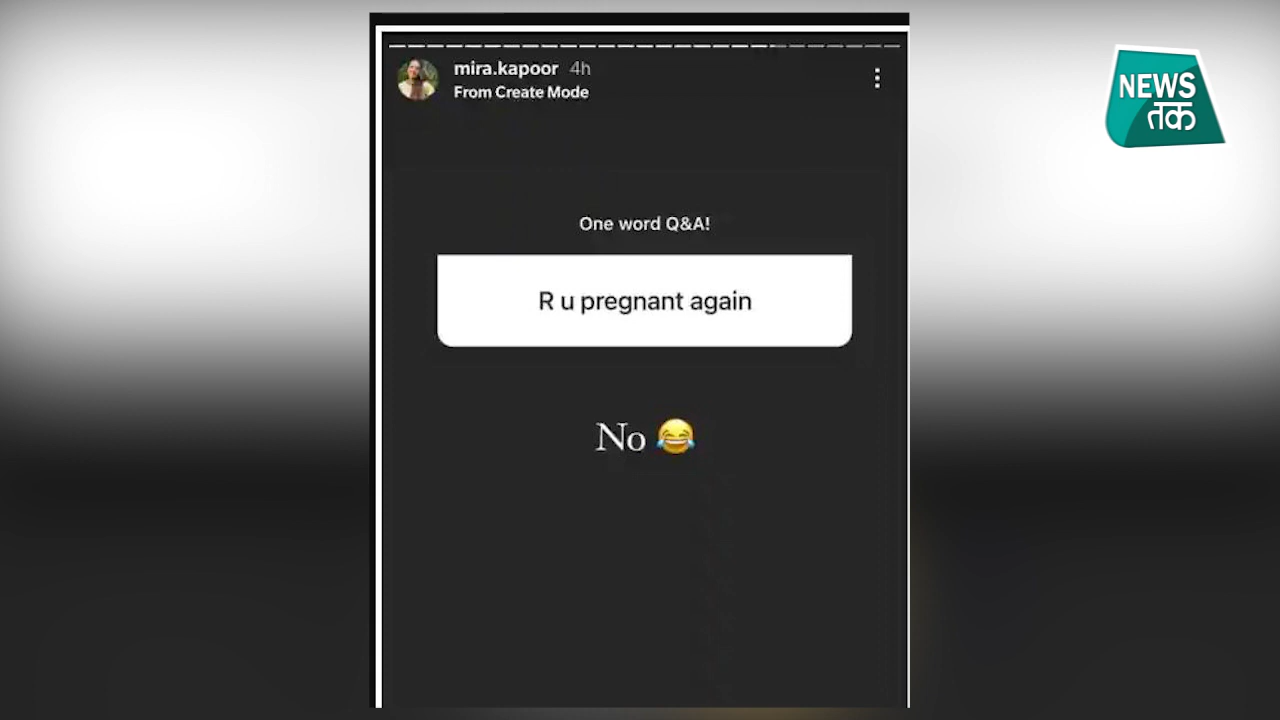 mira.kapoor 4h
From Create Mode
NEWS
तक
One word Q&A!
R u pregnant again
No 😂